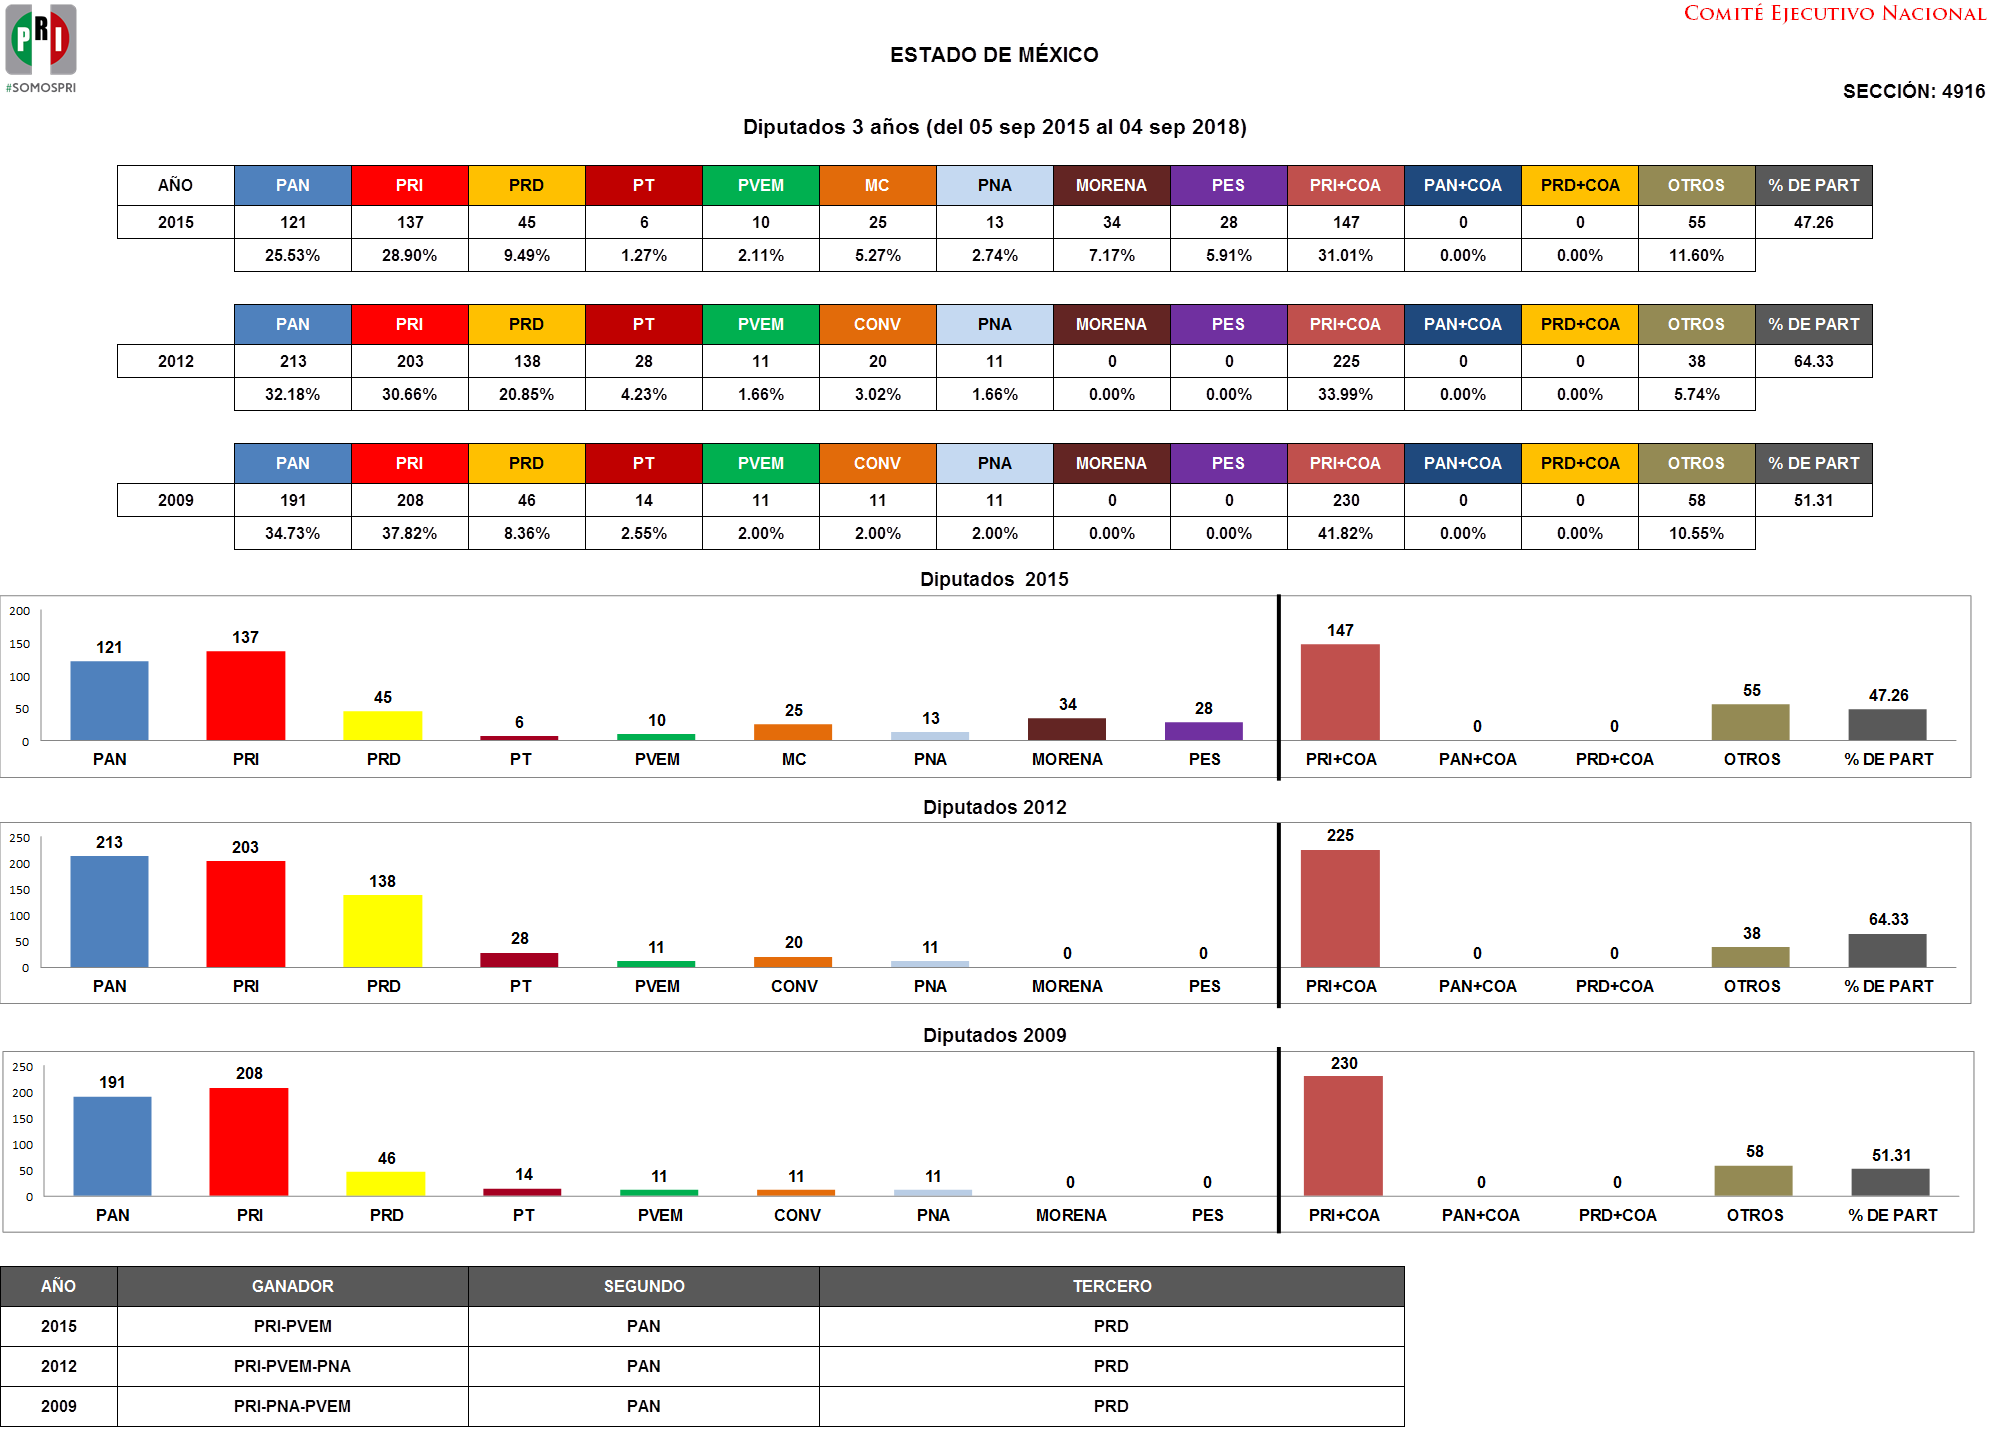 PRI
#SOMOSPRI
COMITÉ EJECUTIVO NACIONAL
ESTADO DE MÉXICO
SECCIÓN: 4916
Diputados 3 años (del 05 sep 2015 al 04 sep 2018)
AÑO PAN PRI PRD PT PVEM MC PNA MORENA PES PRI+COA PAN+COA PRD+COA OTROS % DE PART
2015 121 137 45 6 10 25 13 34 28 147 0 0 55 47.26
25.53% 28.90% 9.49% 1.27% 2.11% 5.27% 2.74% 7.17% 5.91% 31.01% 0.00% 0.00% 11.60%
PAN PRI PRD PT PVEM CONV PNA MORENA PES PRI+COA PAN+COA PRD+COA OTROS % DE PART
2012 213 203 138 28 11 20 11 0 0 225 0 0 38 64.33
32.18% 30.66% 20.85% 4.23% 1.66% 3.02% 1.66% 0.00% 0.00% 33.99% 0.00% 0.00% 5.74%
PAN PRI PRD PT PVEM CONV PNA MORENA PES PRI+COA PAN+COA PRD+COA OTROS % DE PART
2009 191 208 46 14 11 11 11 0 0 230 0 0 58 51.31
34.73% 37.82% 8.36% 2.55% 2.00% 2.00% 2.00% 0.00% 0.00% 41.82% 0.00% 0.00% 10.55%
Diputados 2015
200
150
100
50
0
121 137 45 6 10 25 13 34 28 147 0 0 55 47.26
PAN PRI PRD PT PVEM MC PNA MORENA PES PRI+COA PAN+COA PRD+COA OTROS % DE PART
Diputados 2012
250
200
150
100
50
0
213 203 138 28 11 20 11 0 0 225 0 0 38 64.33
PAN PRI PRD PT PVEM CONV PNA MORENA PES PRI+COA PAN+COA PRD+COA OTROS % DE PART
Diputados 2009
250
200
150
100
50
0
191 208 46 14 11 11 11 0 0 230 0 0 58 51.31
PAN PRI PRD PT PVEM CONV PNA MORENA PES PRI+COA PAN+COA PRD+COA OTROS % DE PART
AÑO GANADOR SEGUNDO TERCERO
2015 PRI-PVEM PAN PRD
2012 PRI-PVEM-PNA PAN PRD
2009 PRI-PNA-PVEM PAN PRD